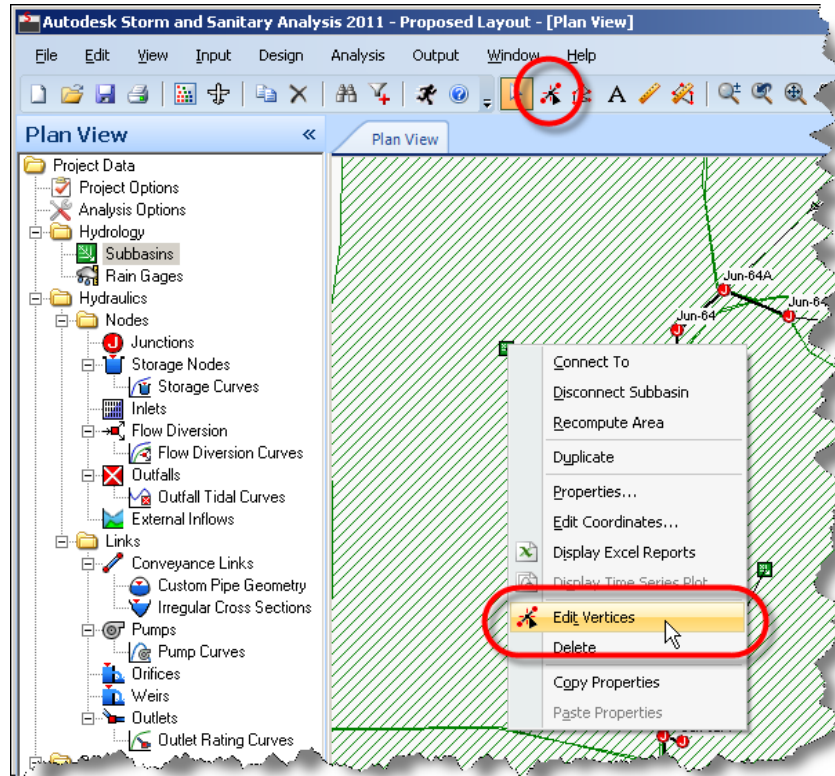 Autodesk Storm and Sanitary Analysis 2011 - Proposed Layout - [Plan View]
File Edit View Input Design Analysis Output Window Help
Plan View «
Plan View
Project Data
Project Options
Analysis Options
Hydrology
Subbasins
Rain Gages
Hydraulics
Nodes
Junctions
Storage Nodes
Storage Curves
Inlets
Flow Diversion
Flow Diversion Curves
Outfalls
Outfall Tidal Curves
External Inflows
Links
Conveyance Links
Custom Pipe Geometry
Irregular Cross Sections
Pumps
Pump Curves
Orifices
Weirs
Outlets
Outlet Rating Curves
Jun-64A
Jun-64
Jun-64
Connect To
Disconnect Subbasin
Recompute Area
Duplicate
Properties...
Edit Coordinates...
Display Excel Reports
Display Time Series Plot
Edit Vertices
Delete
Copy Properties
Paste Properties